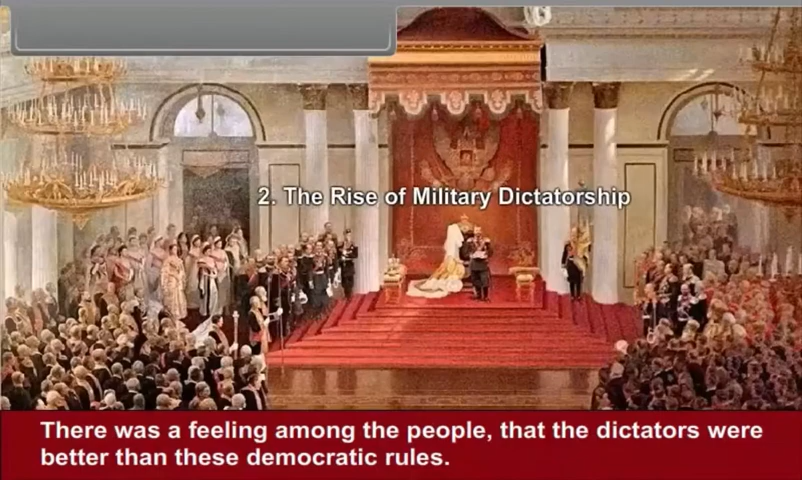 2. The Rise of Military Dictatorship
There was a feeling among the people, that the dictators were
better than these democratic rules.